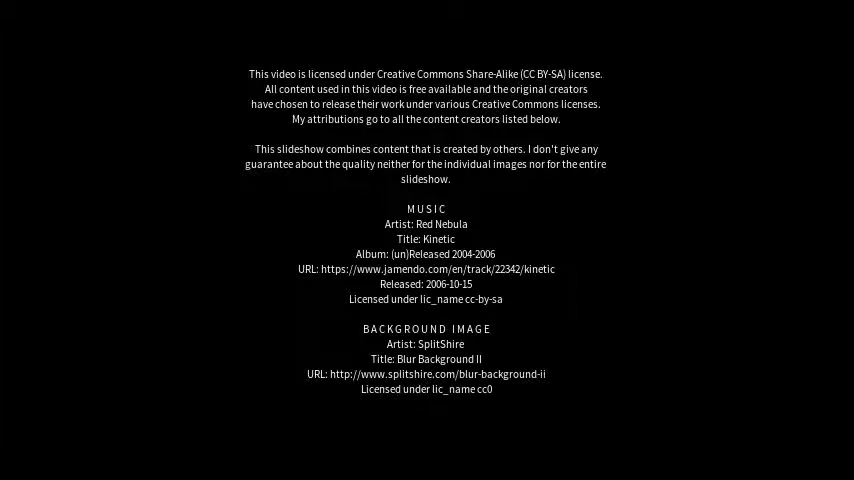 This video is licensed under Creative Commons Share-Alike (CC BY-SA) license.
All content used in this video is free available and the original creators
have chosen to release their work under various Creative Commons licenses.
My attributions go to all the content creators listed below.
This slideshow combines content that is created by others. I don't give any
guarantee about the quality neither for the individual images nor for the entire
slideshow.
MUSIC
Artist: Red Nebula
Title: Kinetic
Album: (un)Released 2004-2006
URL: https://www.jamendo.com/en/track/22342/kinetic
Released: 2006-10-15
Licensed under lic_name cc-by-sa
BACKGROUND IMAGE
Artist: SplitShire
Title: Blur Background II
URL: http://www.splitshire.com/blur-background-ii
Licensed under lic_name cc0